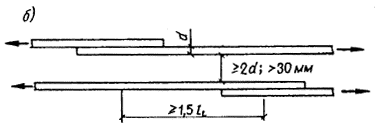 б)
d
≥2d; >30 мм
≥1,5 lₗ